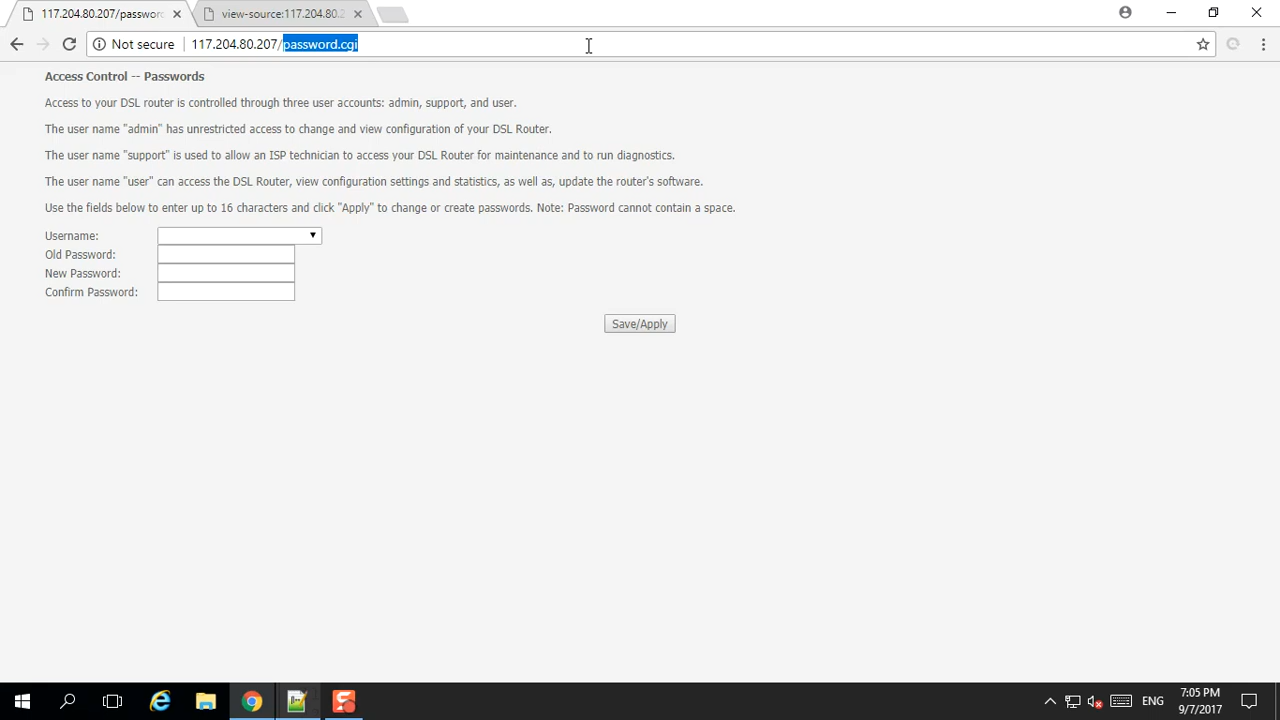 117.204.80.207/passwor
view-source:117.204.80.2
Not secure
117.204.80.207/password.cgi
Access Control -- Passwords
Access to your DSL router is controlled through three user accounts: admin, support, and user.
The user name "admin" has unrestricted access to change and view configuration of your DSL Router.
The user name "support" is used to allow an ISP technician to access your DSL Router for maintenance and to run diagnostics.
The user name "user" can access the DSL Router, view configuration settings and statistics, as well as, update the router's software.
Use the fields below to enter up to 16 characters and click "Apply" to change or create passwords. Note: Password cannot contain a space.
Username:
Old Password:
New Password:
Confirm Password:
Save/Apply
ENG
7:05 PM
9/7/2017